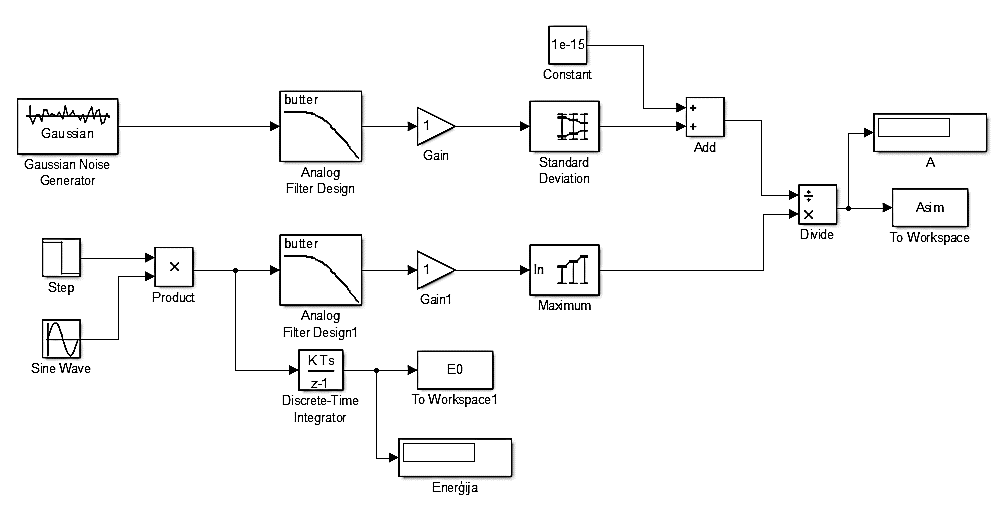 1e-15
Constant
Gaussian
Gaussian Noise
Generator
butter
Analog
Filter Design
1
Gain
Standard
Deviation
+
+
Add
A
÷
×
Divide
Asim
To Workspace
Step
×
Product
butter
Analog
Filter Design1
1
Gain1
In
Maximum
Sine Wave
K Ts
z-1
Discrete-Time
Integrator
E0
To Workspace1
Enerģija